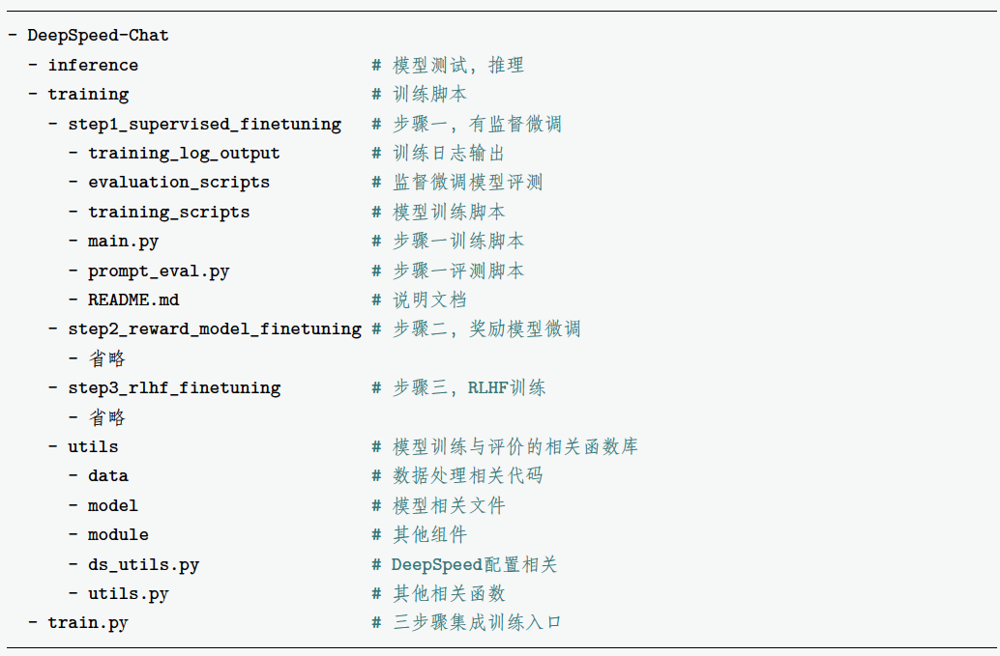 - DeepSpeed-Chat
- inference # 模型测试，推理
- training # 训练脚本
- step1_supervised_finetuning # 步骤一，有监督微调
- training_log_output # 训练日志输出
- evaluation_scripts # 监督微调模型评测
- training_scripts # 模型训练脚本
- main.py # 步骤一训练脚本
- prompt_eval.py # 步骤一评测脚本
- README.md # 说明文档
- step2_reward_model_finetuning # 步骤二，奖励模型微调
- 省略
- step3_rlhf_finetuning # 步骤三，RLHF训练
- 省略
- utils # 模型训练与评价的相关函数库
- data # 数据处理相关代码
- model # 模型相关文件
- module # 其他组件
- ds_utils.py # DeepSpeed配置相关
- utils.py # 其他相关函数
- train.py # 三步骤集成训练入口